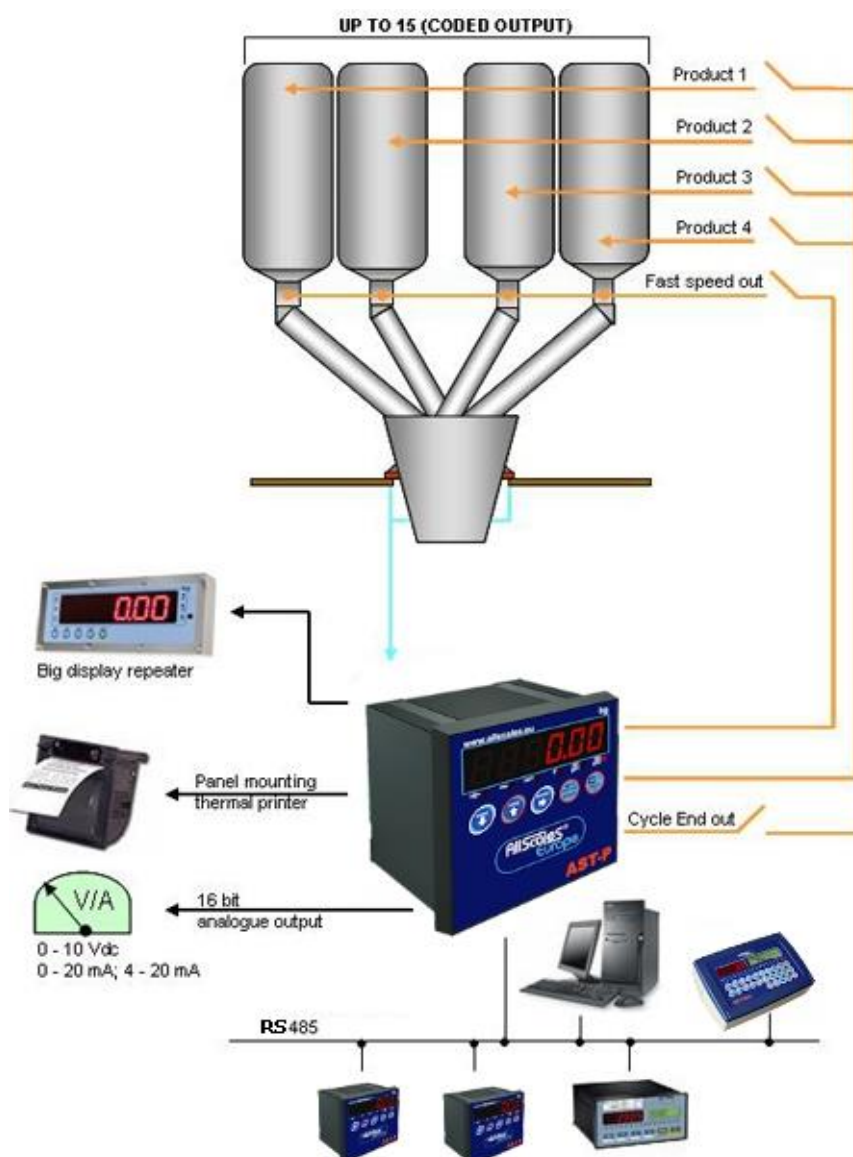 UP TO 15 (CODED OUTPUT)
Product 1
Product 2
Product 3
Product 4
Fast speed out
0.00
Big display repeater
www.allscales.eu
kg
0.00
Panel mounting
thermal printer
AllScales
Europe
AST-P
Cycle End out
V/A
16 bit
analogue output
0 - 10 Vdc
0 - 20 mA; 4 - 20 mA
RS485